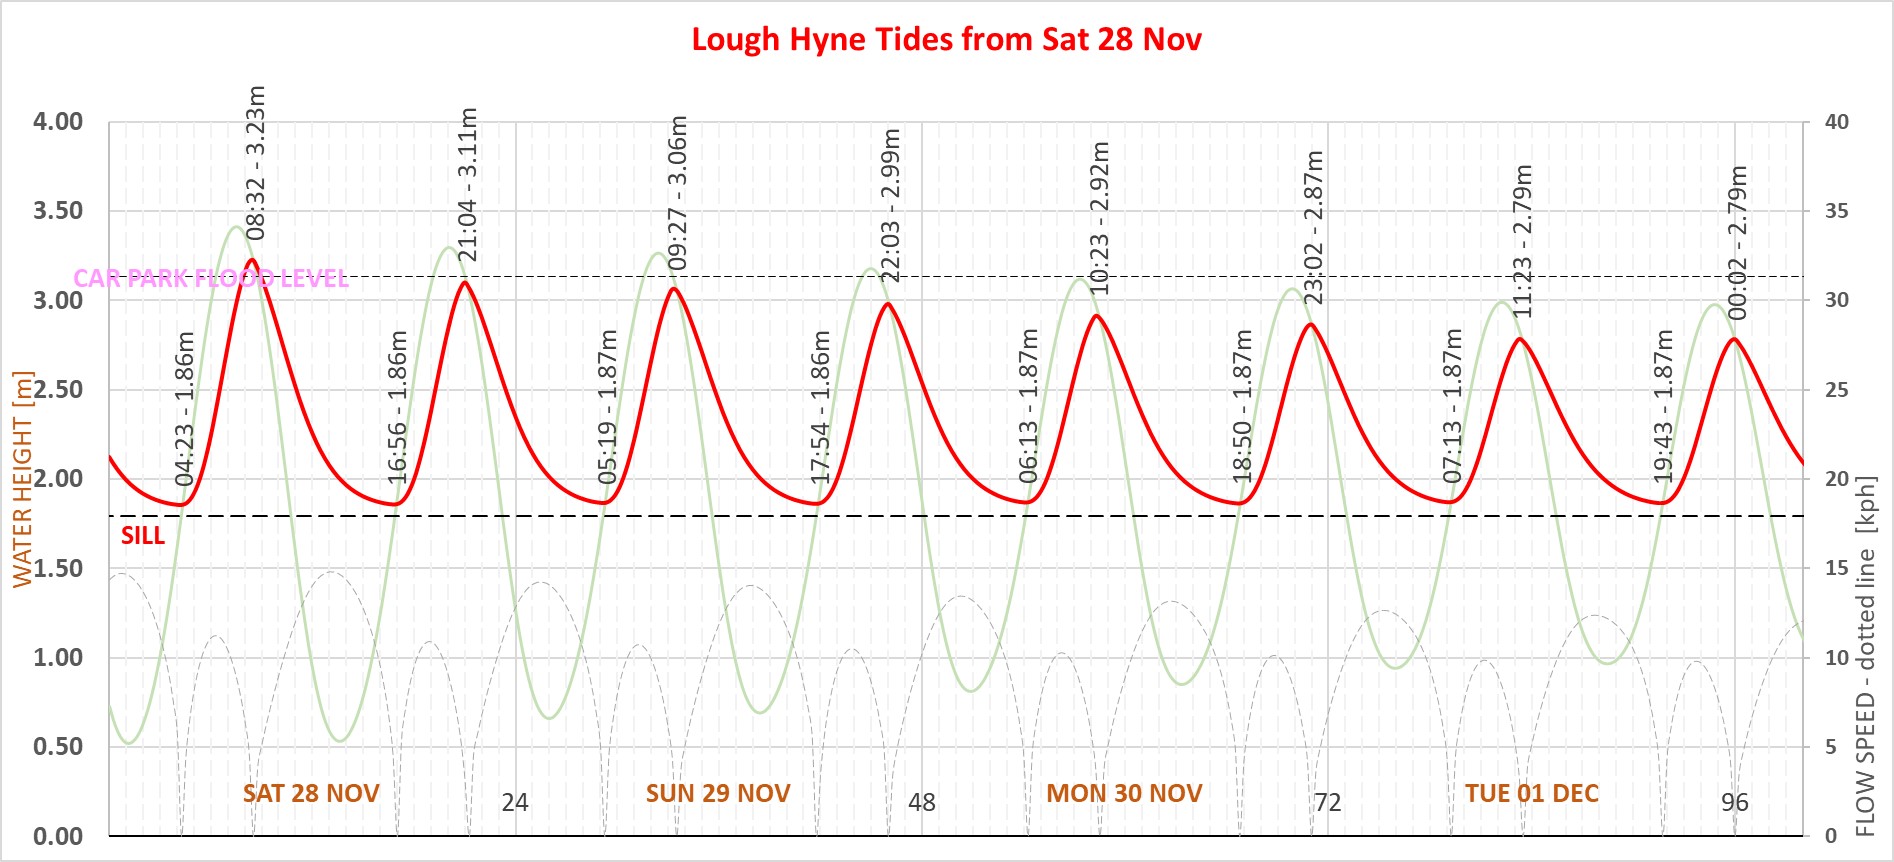 Lough Hyne Tides from Sat 28 Nov
4.00
3.50
3.00
2.50
2.00
1.50
1.00
0.50
0.00
WATER HEIGHT [m]
40
35
30
25
20
15
10
5
0
FLOW SPEED - dotted line [kph]
CAR PARK FLOOD LEVEL
SILL
04:23 - 1.86m
08:32 - 3.23m
16:56 - 1.86m
21:04 - 3.11m
05:19 - 1.87m
09:27 - 3.06m
17:54 - 1.86m
22:03 - 2.99m
06:13 - 1.87m
10:23 - 2.92m
18:50 - 1.87m
23:02 - 2.87m
07:13 - 1.87m
11:23 - 2.79m
19:43 - 1.87m
00:02 - 2.79m
SAT 28 NOV
24
SUN 29 NOV
48
MON 30 NOV
72
TUE 01 DEC
96